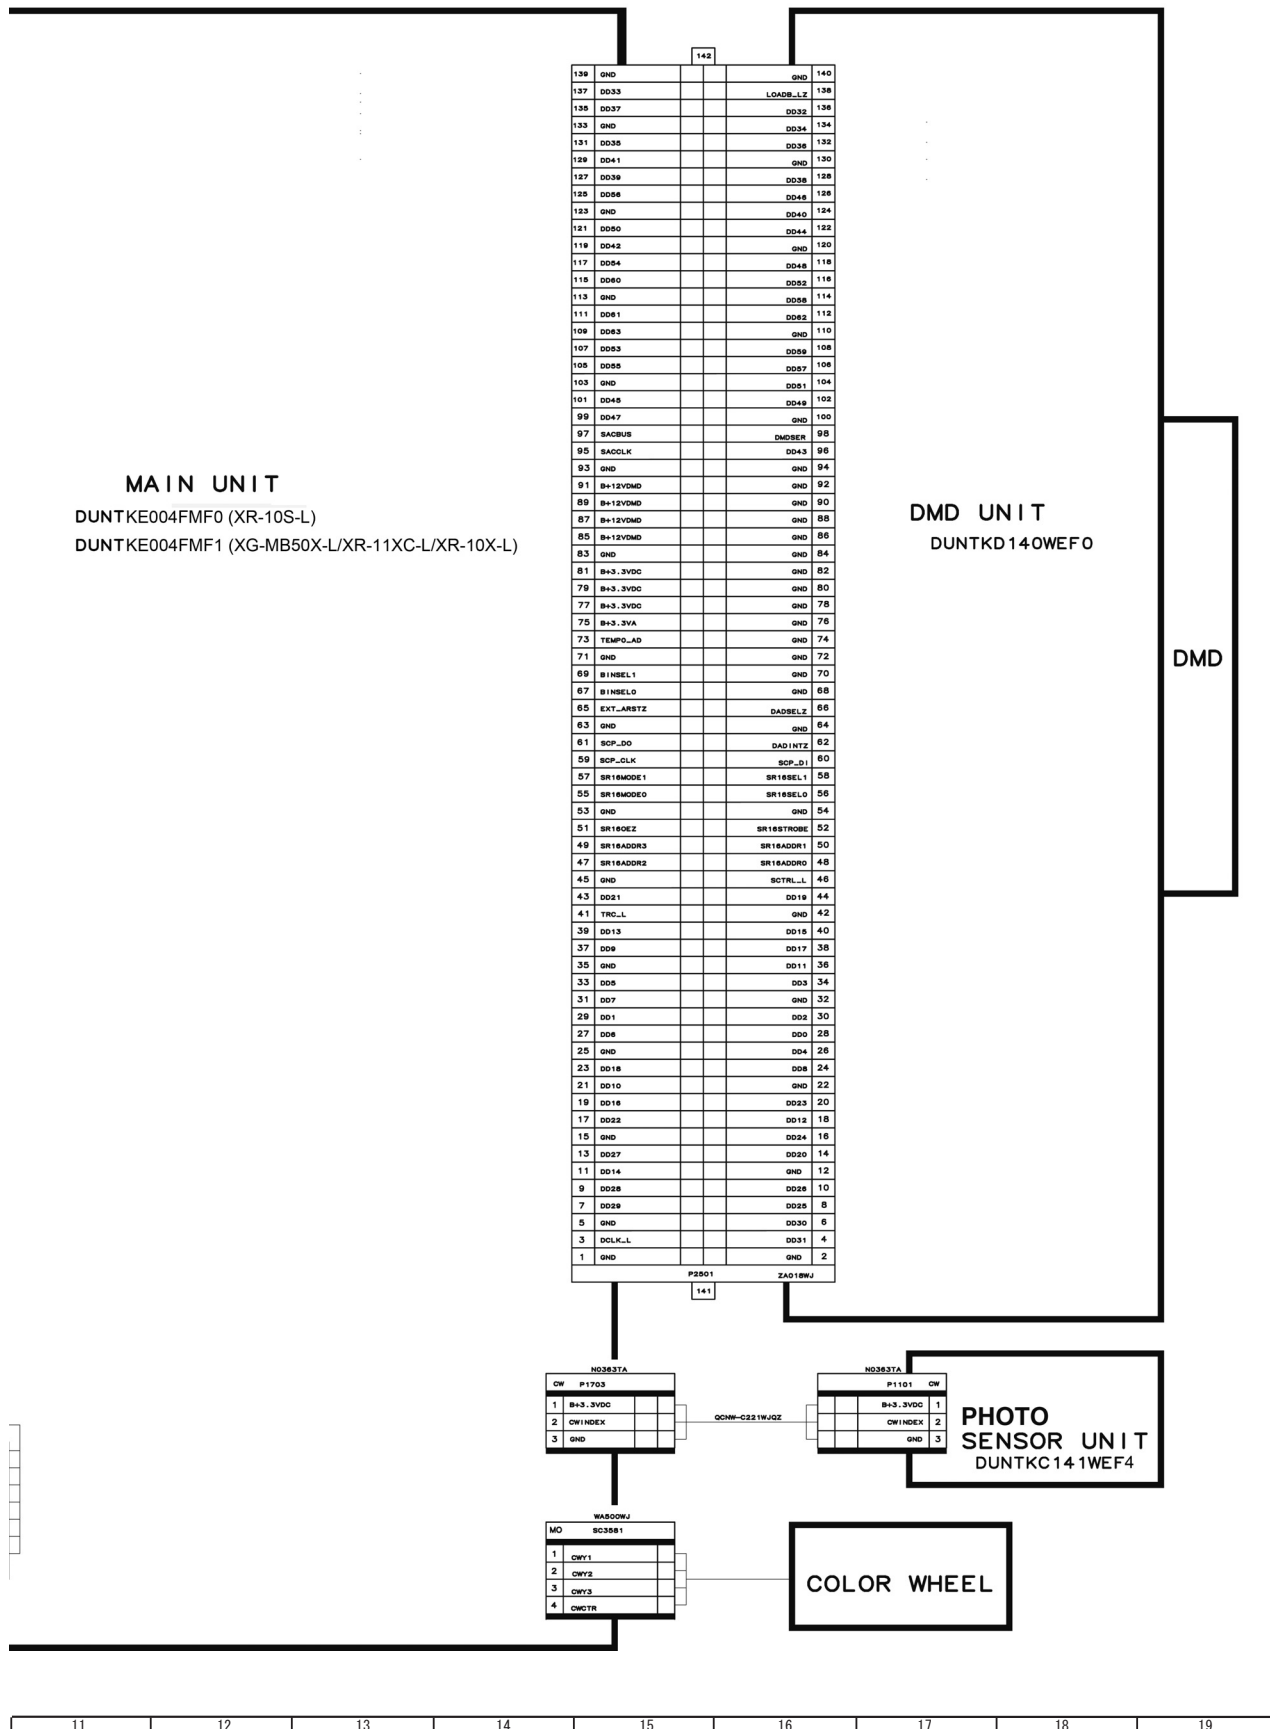 142
139 GND GND 140
137 DD33 LOADB_LZ 138
135 DD37 DD32 136
133 GND DD34 134
131 DD35 DD36 132
129 DD41 GND 130
127 DD39 DD38 128
125 DD56 DD46 126
123 GND DD40 124
121 DD50 DD44 122
119 DD42 GND 120
117 DD54 DD48 118
115 DD60 DD52 116
113 GND DD58 114
111 DD61 DD62 112
109 DD63 GND 110
107 DD53 DD59 108
105 DD55 DD57 106
103 GND DD51 104
101 DD45 DD49 102
99 DD47 GND 100
97 SACBUS DMDSER 98
95 SACCLK DD43 96
93 GND GND 94
91 B+12VDMD GND 92
89 B+12VDMD GND 90
87 B+12VDMD GND 88
85 B+12VDMD GND 86
83 GND GND 84
81 B+3.3VDC GND 82
79 B+3.3VDC GND 80
77 B+3.3VDC GND 78
75 B+3.3VA GND 76
73 TEMPO_AD GND 74
71 GND GND 72
69 BINSEL1 GND 70
67 BINSEL0 GND 68
65 EXT_ARSTZ DADSELZ 66
63 GND GND 64
61 SCP_DO DADINTZ 62
59 SCP_CLK SCP_DI 60
57 SR16MODE1 SR16SEL1 58
55 SR16MODE0 SR16SEL0 56
53 GND GND 54
51 SR16OEZ SR16STROBE 52
49 SR16ADDR3 SR16ADDR1 50
47 SR16ADDR2 SR16ADDR0 48
45 GND SCTRL_L 46
43 DD21 DD19 44
41 TRC_L GND 42
39 DD13 DD15 40
37 DD9 DD17 38
35 GND DD11 36
33 DD5 DD3 34
31 DD7 GND 32
29 DD1 DD2 30
27 DD6 DD0 28
25 GND DD4 26
23 DD18 DD8 24
21 DD10 GND 22
19 DD16 DD23 20
17 DD22 DD12 18
15 GND DD24 16
13 DD27 DD20 14
11 DD14 GND 12
9 DD28 DD26 10
7 DD29 DD25 8
5 GND DD30 6
3 DCLK_L DD31 4
1 GND GND 2
P2501 ZA018WJ
141
MAIN UNIT
DUNTKE004FMF0 (XR-10S-L)
DUNTKE004FMF1 (XG-MB50X-L/XR-11XC-L/XR-10X-L)
DMD UNIT
DUNTKD140WEF0
DMD
N0363TA
CW P1703
1 B+3.3VDC
2 CWINDEX
3 GND
QCNW-C221WJQZ
N0363TA
P1101 CW
B+3.3VDC 1
CWINDEX 2
GND 3
PHOTO
SENSOR UNIT
DUNTKC141WEF4
WA500WJ
MO SC3581
1 CWY1
2 CWY2
3 CWY3
4 CWCTR
COLOR WHEEL
11 12 13 14 15 16 17 18 19